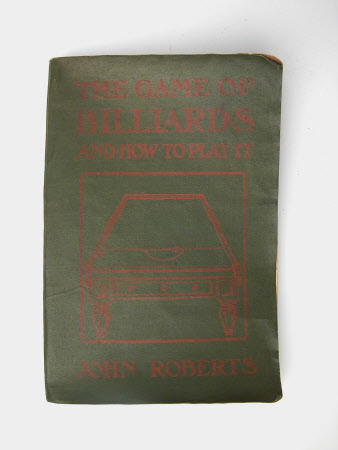 THE GAME OF
BILLIARDS
AND HOW TO PLAY IT
JOHN ROBERTS